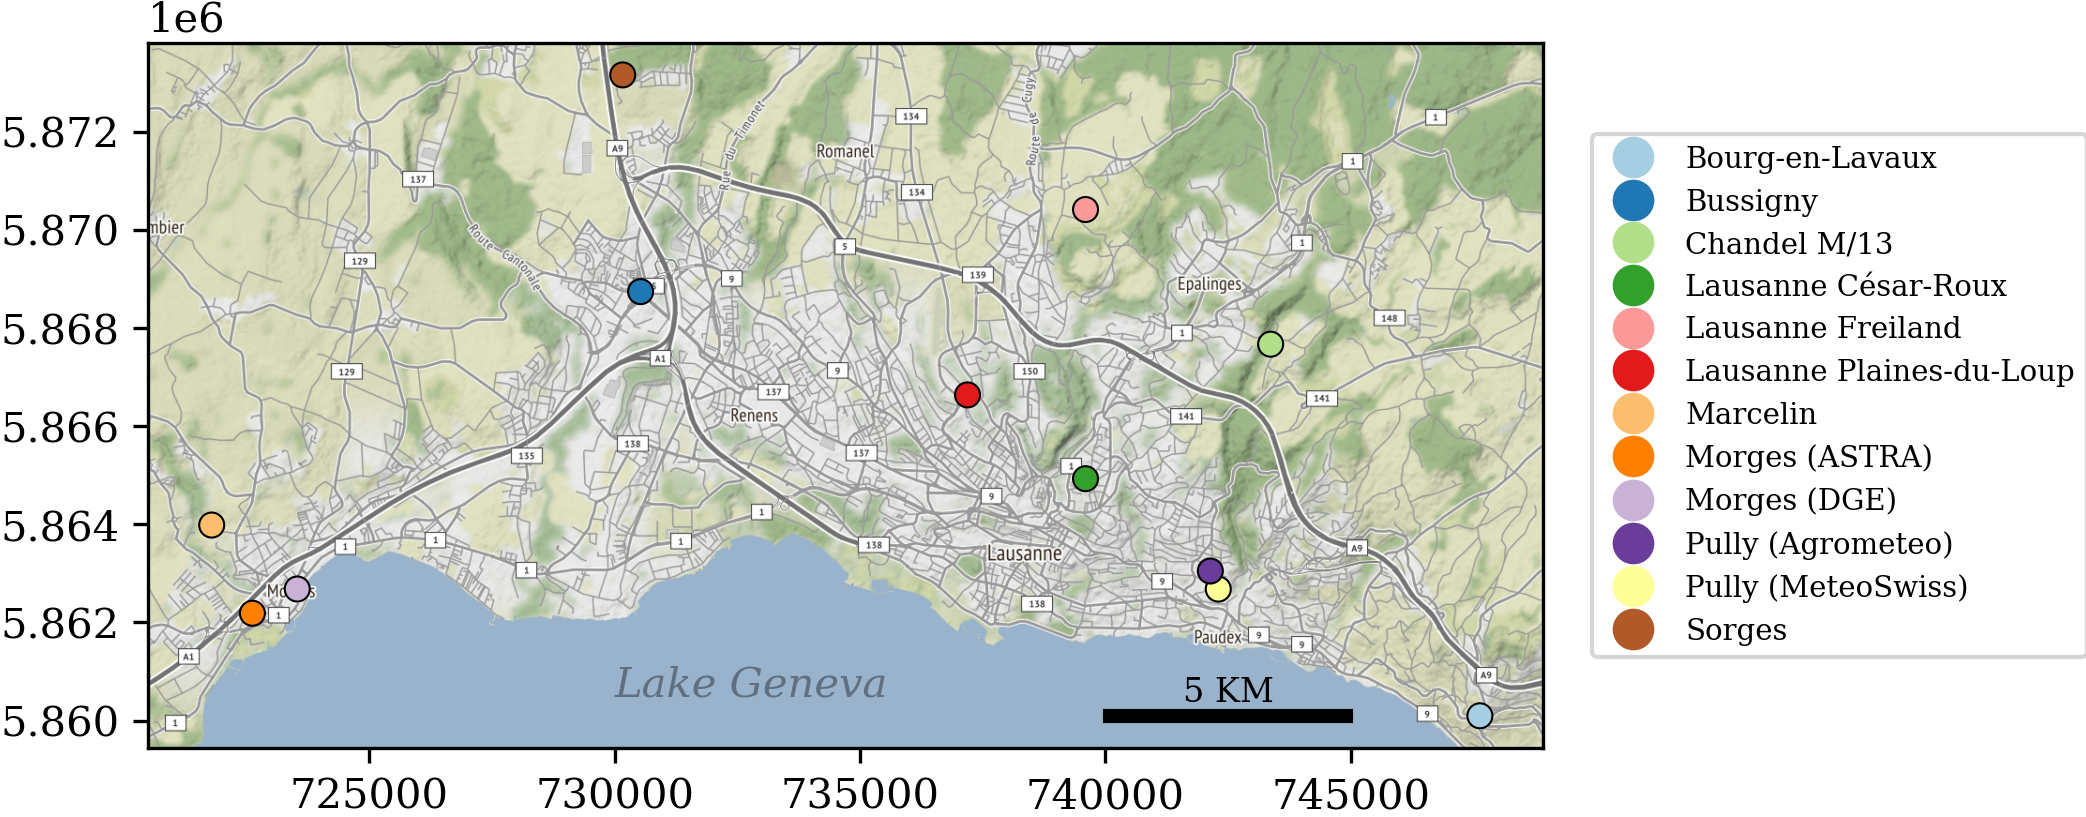 1e6
5.872
5.870
5.868
5.866
5.864
5.862
5.860
725000
730000
735000
740000
745000
A9
134
1
Romanel
Rue-du-Timonet
Route-de Cugy
137
134
1
mbier
Route-Cantonale
129
5
139
1
9
Epalinges
148
1
A1
129
9
150
137
141
Renens
141
138
135
137
1
9
1
1
1
1
138
A9
Lausanne
1
9
138
1
Paudex
9
9
A1
A9
Lake Geneva
5 KM
1
9
Bourg-en-Lavaux
Bussigny
Chandel M/13
Lausanne César-Roux
Lausanne Freiland
Lausanne Plaines-du-Loup
Marcelin
Morges (ASTRA)
Morges (DGE)
Pully (Agrometeo)
Pully (MeteoSwiss)
Sorges